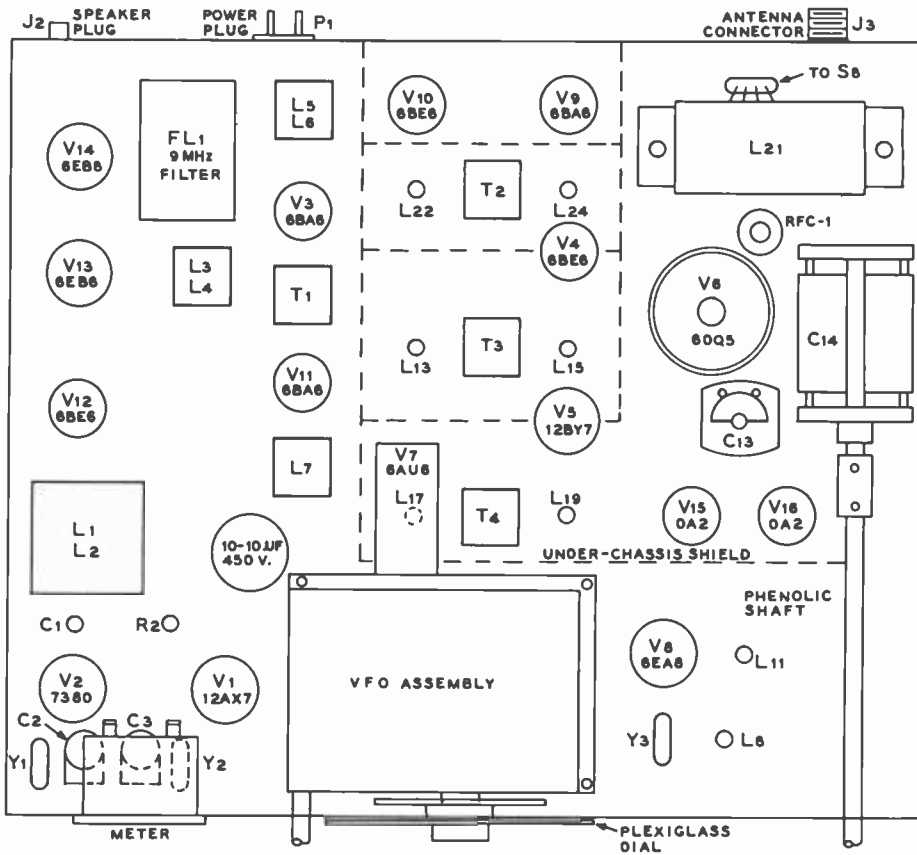 J2
SPEAKER
PLUG
POWER
PLUG
P1
ANTENNA
CONNECTOR
J3
TO S8
V14
6EB8
FL1
9 MHz
FILTER
L5
L6
V10
6BE6
V9
6BA6
L21
V3
6BA6
L22
T2
L24
RFC-1
V13
6EB8
L3
L4
T1
V4
6BE6
V6
60Q5
C14
L13
T3
L15
V12
6BE6
V11
6BA6
V5
12BY7
C13
L7
V7
6AU6
L17
T4
L19
V15
0A2
V16
0A2
L1
L2
10-10UF
450 V.
UNDER-CHASSIS SHIELD
PHENOLIC
SHAFT
C1
R2
V8
6EA8
L11
V2
7360
V1
12AX7
VFO ASSEMBLY
C2
C3
Y1
Y2
Y3
L8
METER
PLEXIGLASS
DIAL